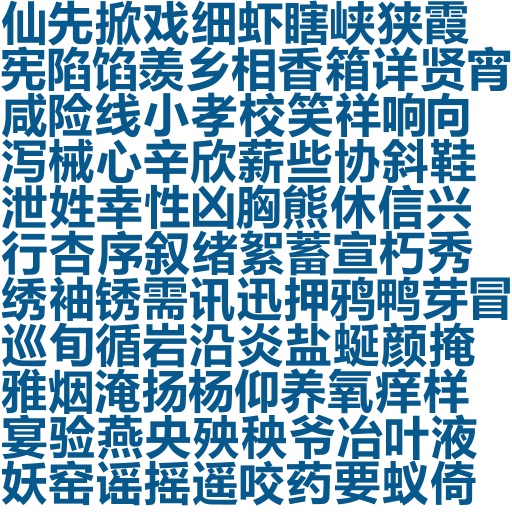 仙先掀戏细虾瞎峡狭霞
宪陷馅羡乡相香箱详贤宵
咸险线小孝校笑祥响向
泻械心辛欣薪些协斜鞋
泄姓幸性凶胸熊休信兴
行杏序叙绪絮蓄宣朽秀
绣袖锈需讯迅押鸦鸭芽冒
巡旬循岩沿炎盐蜒颜掩
雅烟淹扬杨仰养氧痒样
宴验燕央殃秧爷冶叶液
妖窑谣摇遥咬药要蚁倚